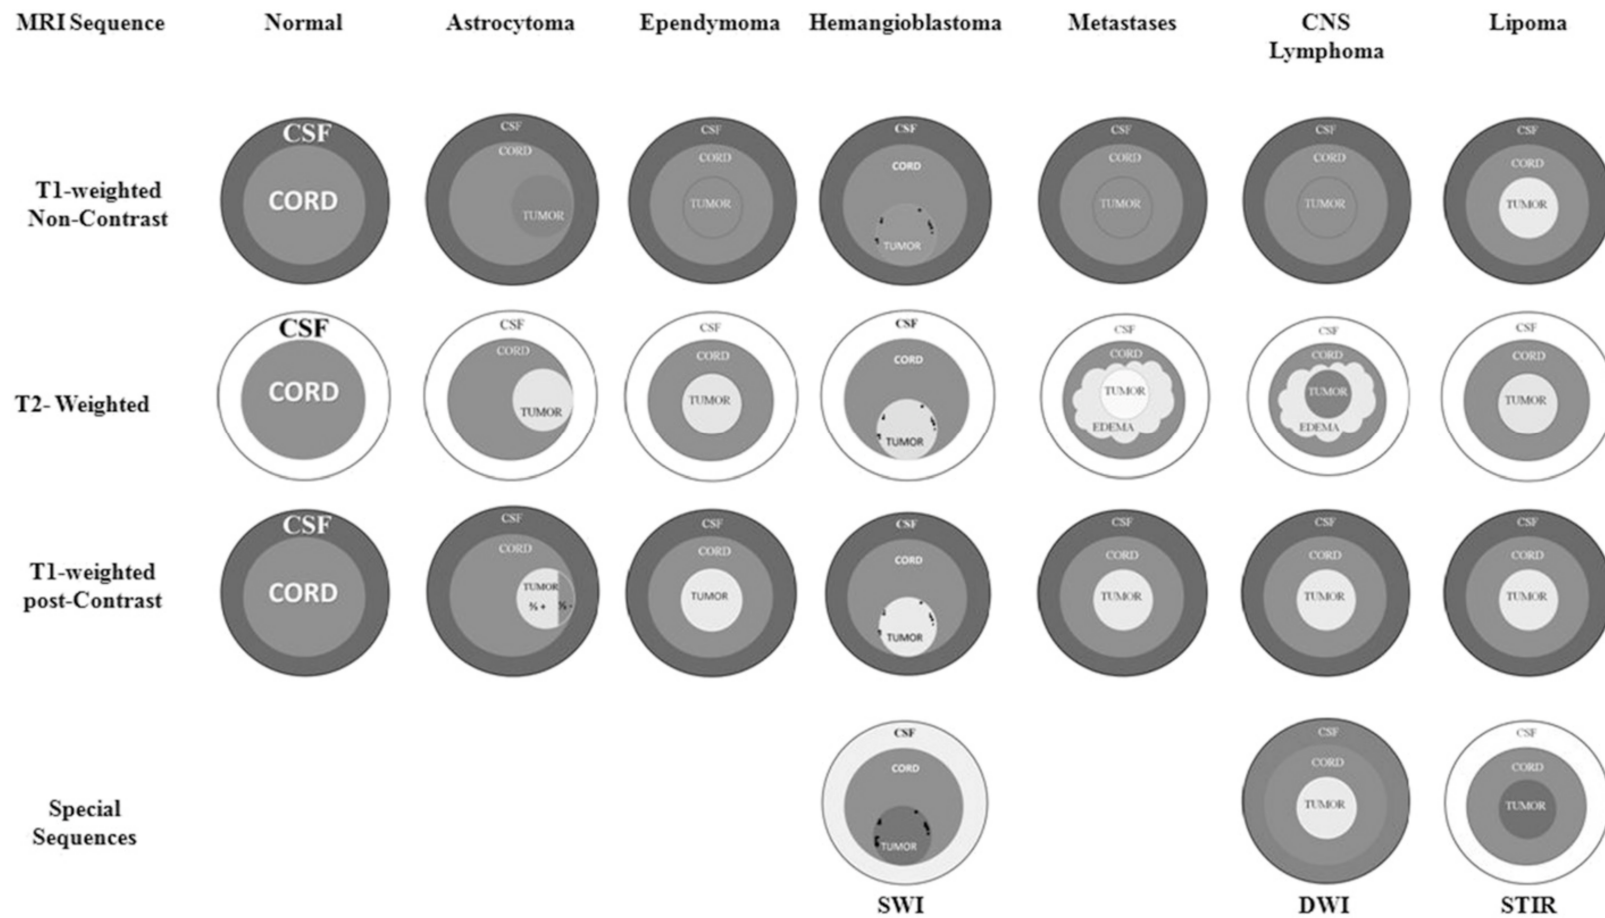 MRI Sequence Normal Astrocytoma Ependymoma Hemangioblastoma Metastases CNS Lipoma
Lymphoma
T1-weighted
Non-Contrast
CSF
CORD
CSF
CORD
TUMOR
CSF
CORD
TUMOR
CSF
CORD
TUMOR
CSF
CORD
TUMOR
CSF
CORD
TUMOR
CSF
CORD
TUMOR
T2- Weighted
CSF
CORD
CSF
CORD
TUMOR
CSF
CORD
TUMOR
CSF
CORD
TUMOR
CSF
CORD
TUMOR
EDEMA
CSF
CORD
TUMOR
EDEMA
CSF
CORD
TUMOR
T1-weighted
post-Contrast
CSF
CORD
CSF
CORD
TUMOR
CSF
CORD
TUMOR
CSF
CORD
TUMOR
CSF
CORD
TUMOR
CSF
CORD
TUMOR
CSF
CORD
TUMOR
Special
Sequences
CSF
CORD
TUMOR
SWI
CSF
CORD
TUMOR
DWI
CSF
CORD
TUMOR
STIR